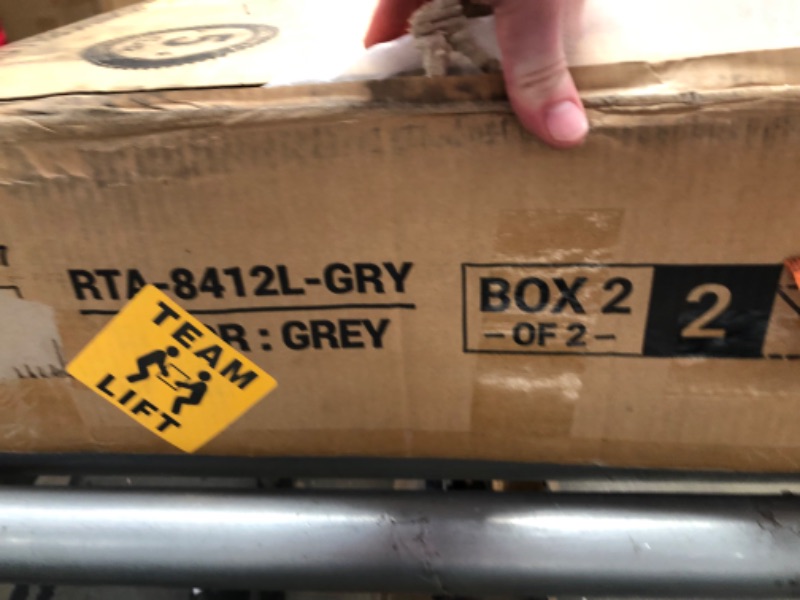 RTA-8412L-GRY
R : GREY
TEAM
LIFT
BOX 2
-OF 2-
2